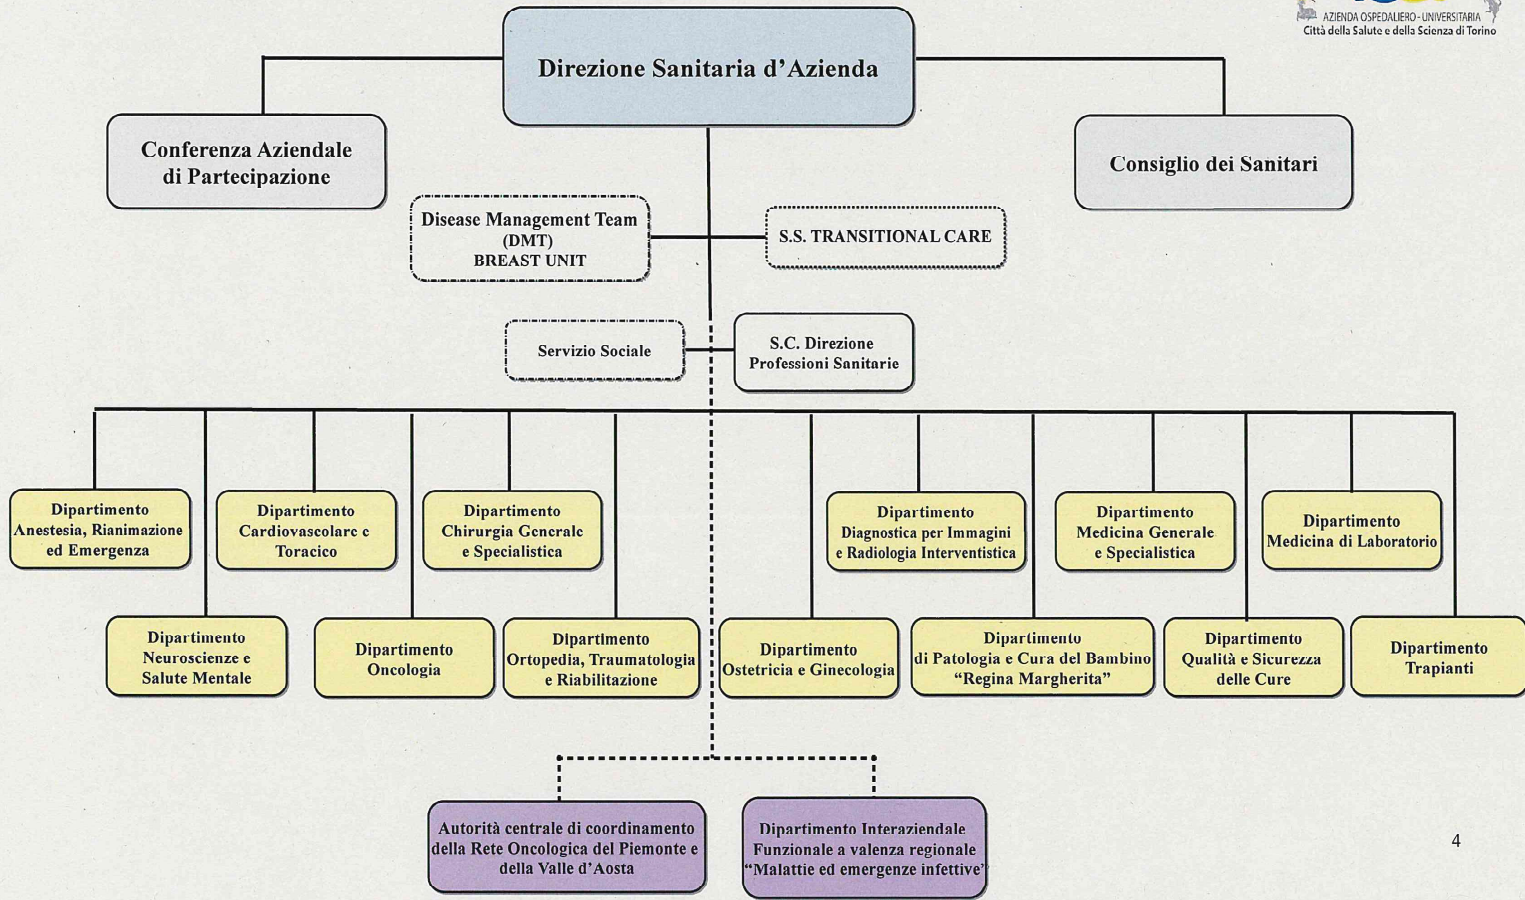 AZIENDA OSPEDALIERO-UNIVERSITARIA
Città della Salute e della Scienza di Torino
Direzione Sanitaria d'Azienda
Conferenza Aziendale
di Partecipazione
Consiglio dei Sanitari
Disease Management Team
(DMT)
BREAST UNIT
S.S. TRANSITIONAL CARE
Servizio Sociale
S.C. Direzione
Professioni Sanitarie
Dipartimento
Anestesia, Rianimazione
ed Emergenza
Dipartimento
Cardiovascolare e
Toracico
Dipartimento
Chirurgia Generale
e Specialistica
Dipartimento
Diagnostica per Immagini
e Radiologia Interventistica
Dipartimento
Medicina Generale
e Specialistica
Dipartimento
Medicina di Laboratorio
Dipartimento
Neuroscienze e
Salute Mentale
Dipartimento
Oncologia
Dipartimento
Ortopedia, Traumatologia
e Riabilitazione
Dipartimento
Ostetricia e Ginecologia
Dipartimento
di Patologia e Cura del Bambino
“Regina Margherita”
Dipartimento
Qualità e Sicurezza
delle Cure
Dipartimento
Trapianti
Autorità centrale di coordinamento
della Rete Oncologica del Piemonte e
della Valle d'Aosta
Dipartimento Interaziendale
Funzionale a valenza regionale
“Malattie ed emergenze infettive”
4